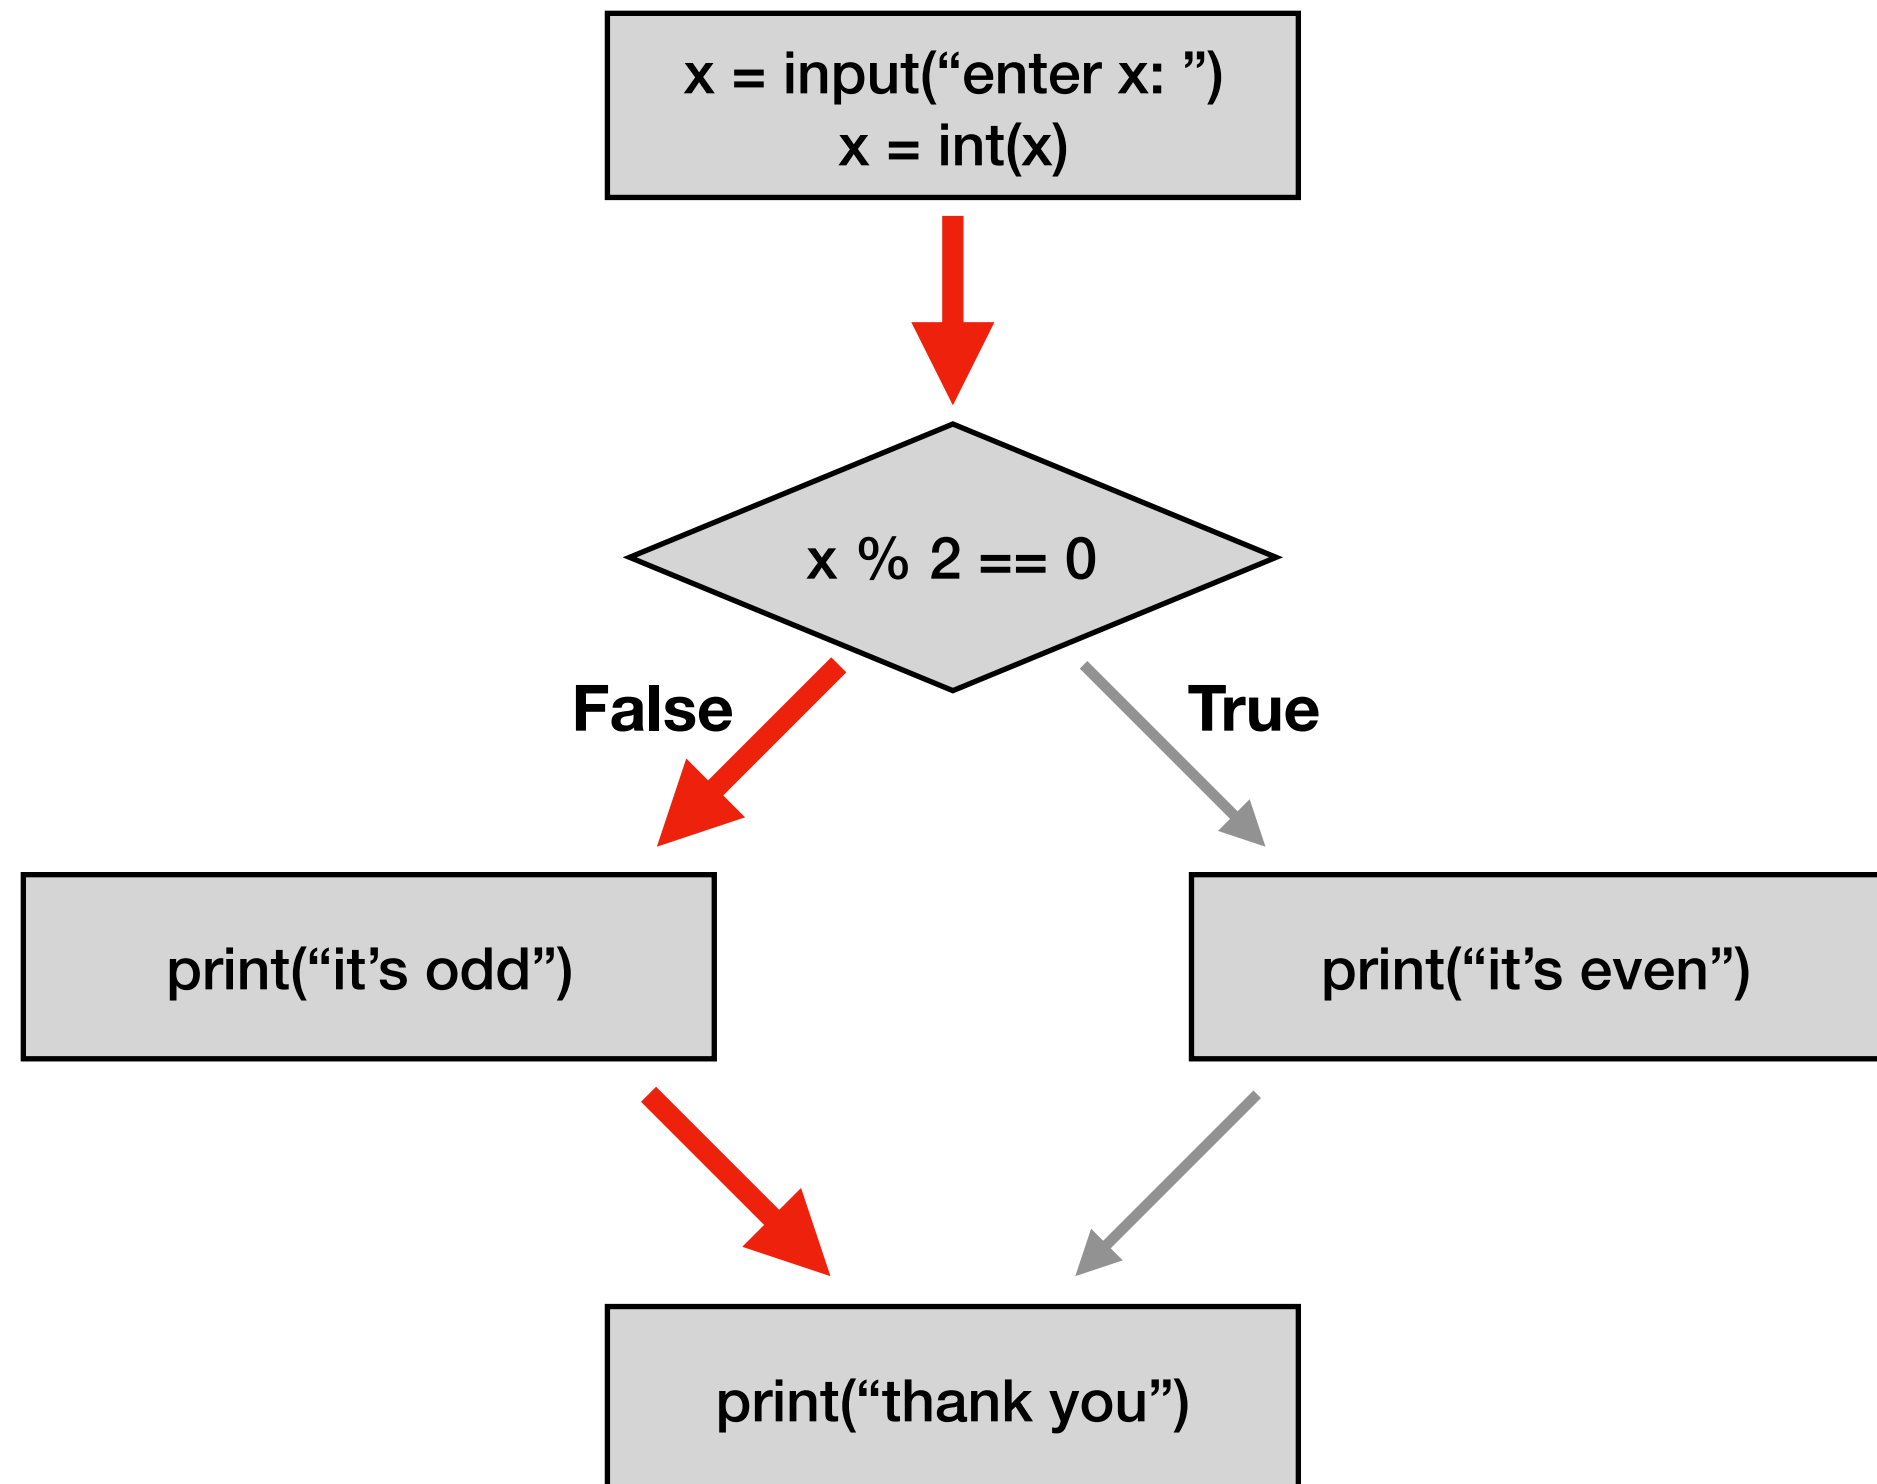 x = input(“enter x: ”)
x = int(x)
x % 2 == 0
False
True
print(“it’s odd”)
print(“it’s even”)
print(“thank you”)